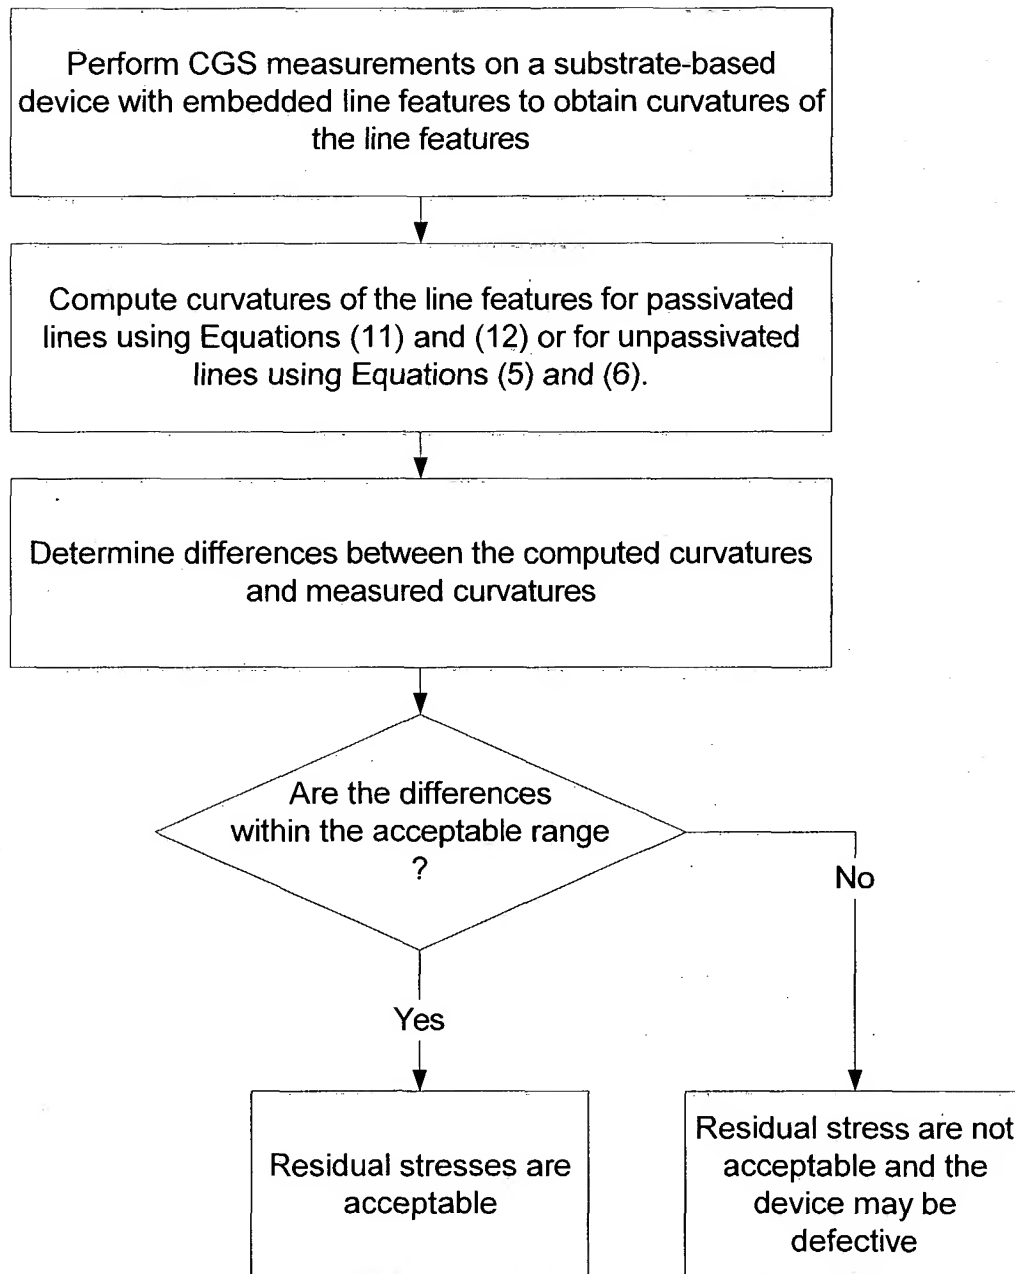 Perform CGS measurements on a substrate-based
device with embedded line features to obtain curvatures of
the line features
Compute curvatures of the line features for passivated
lines using Equations (11) and (12) or for unpassivated
lines using Equations (5) and (6).
Determine differences between the computed curvatures
and measured curvatures
Are the differences
within the acceptable range
?
No
Yes
Residual stresses are
acceptable
Residual stress are not
acceptable and the
device may be
defective